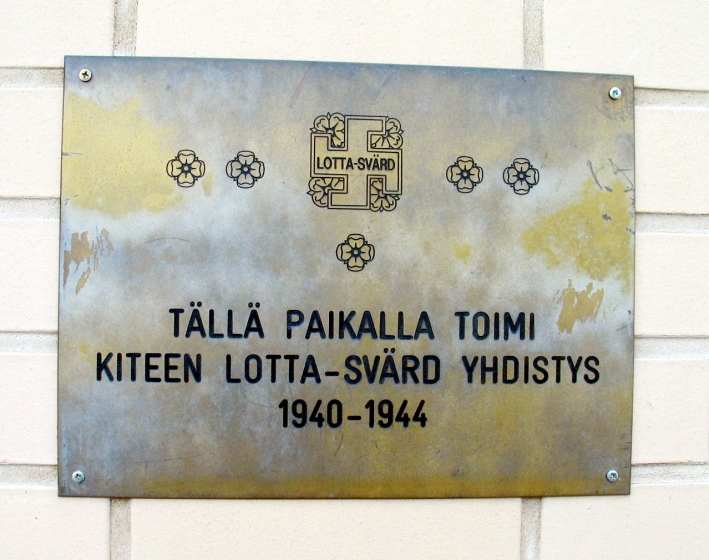 LOTTA-SVÄRD
TÄLLÄ PAIKALLA TOIMI
KITEEN LOTTA-SVÄRD YHDISTYS
1940-1944